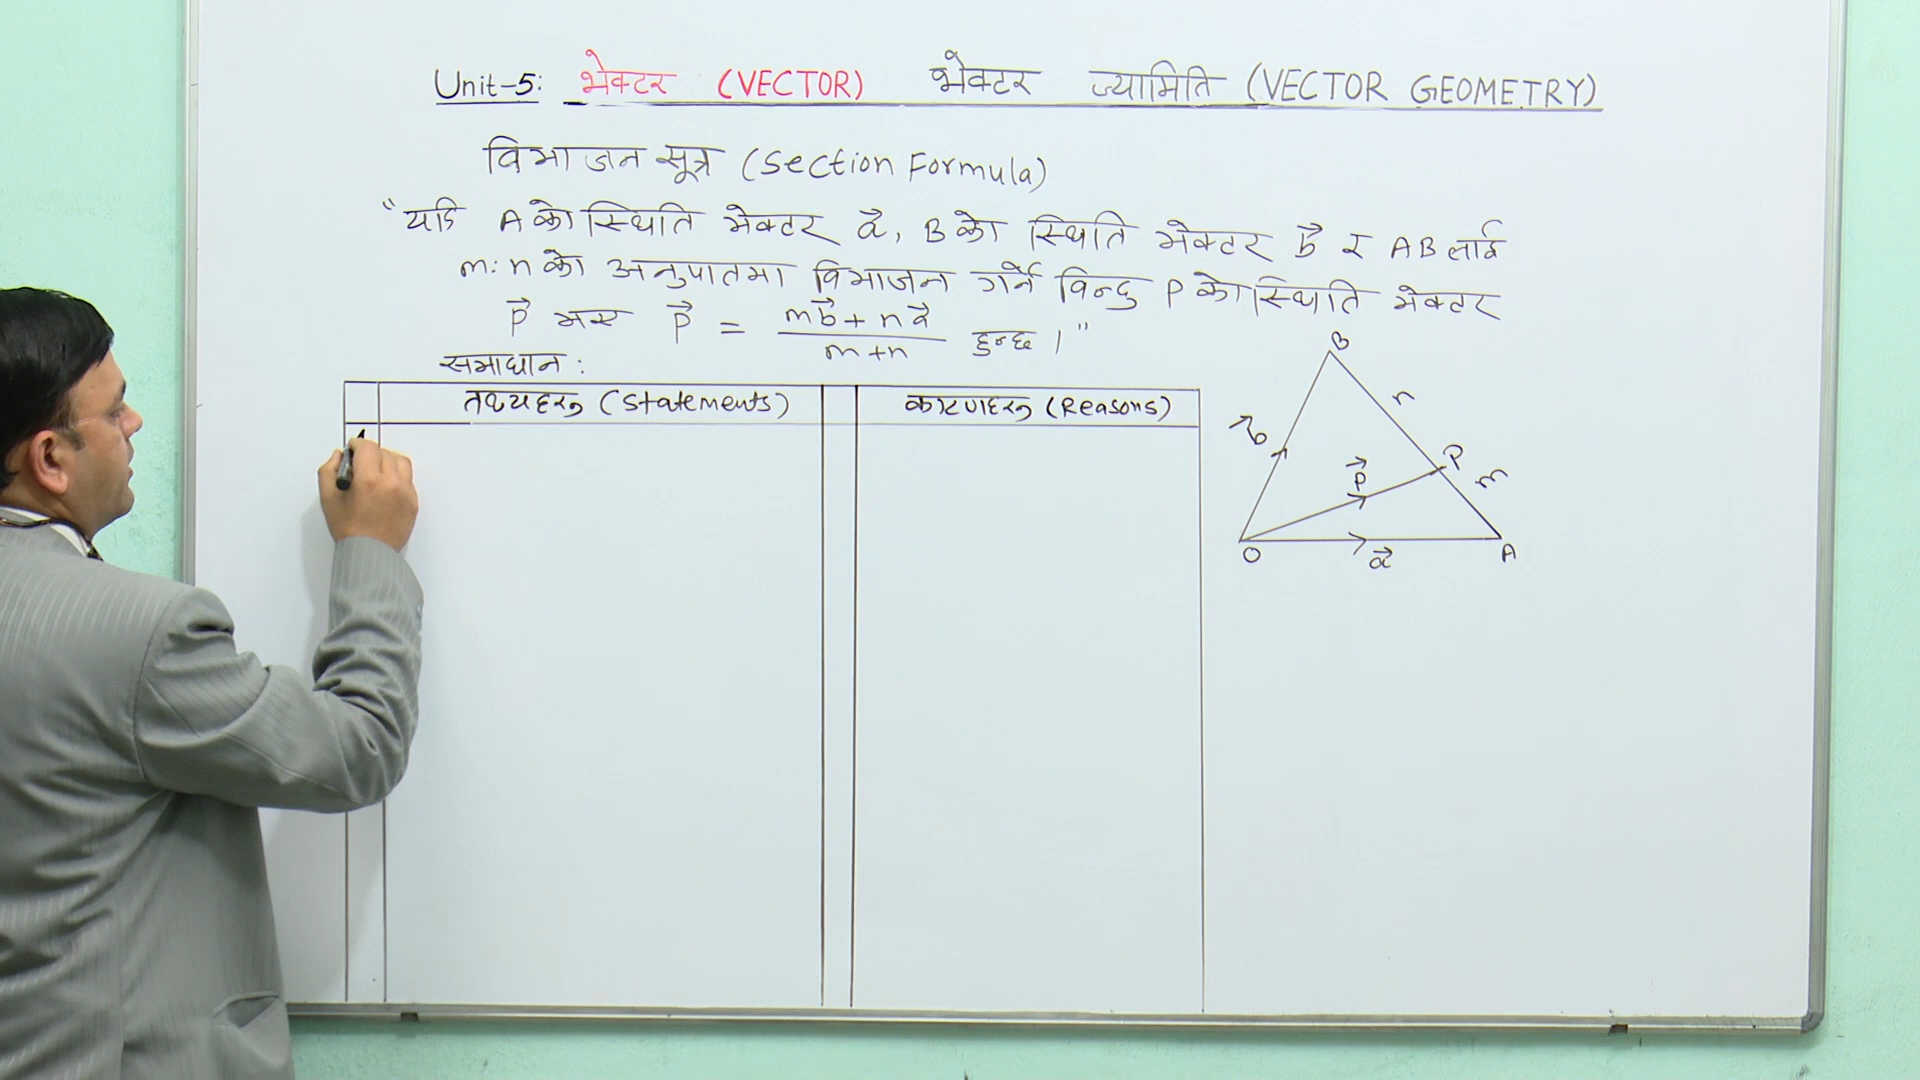 Unit-5: भेक्टर (VECTOR) भेक्टर ज्यामिति (VECTOR GEOMETRY)
विभाजन सूत्र (Section Formula)
"यदि A को स्थिति भेक्टर a⃗, B को स्थिति भेक्टर b⃗ र AB लाई
m:n को अनुपातमा विभाजन गर्ने विन्दु P को स्थिति भेक्टर
p⃗ भए p⃗ = (mb⃗ + na⃗)/(m+n) हुन्छ ।"
समाधान :
तथ्यहरू (Statements) कारणहरू (Reasons)
1
B
n
b⃗
P
m
p⃗
O
a⃗
A